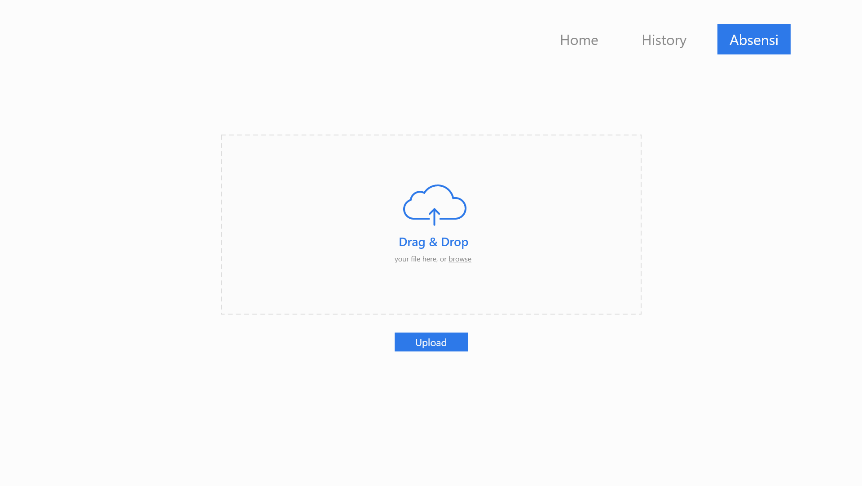 Home History Absensi
Drag & Drop
your file here, or browse
Upload